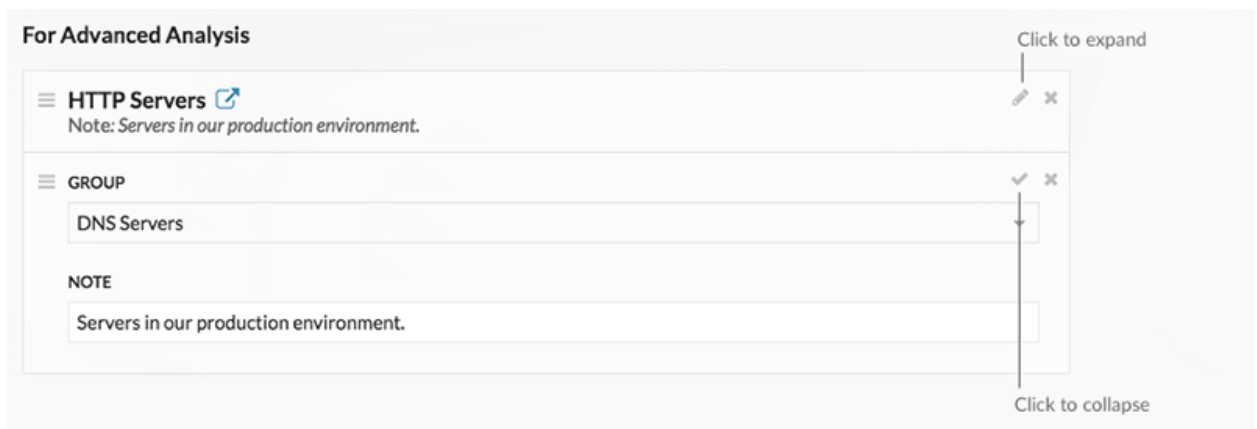 For Advanced Analysis
Click to expand
HTTP Servers
Note: Servers in our production environment.
GROUP
DNS Servers
NOTE
Servers in our production environment.
Click to collapse